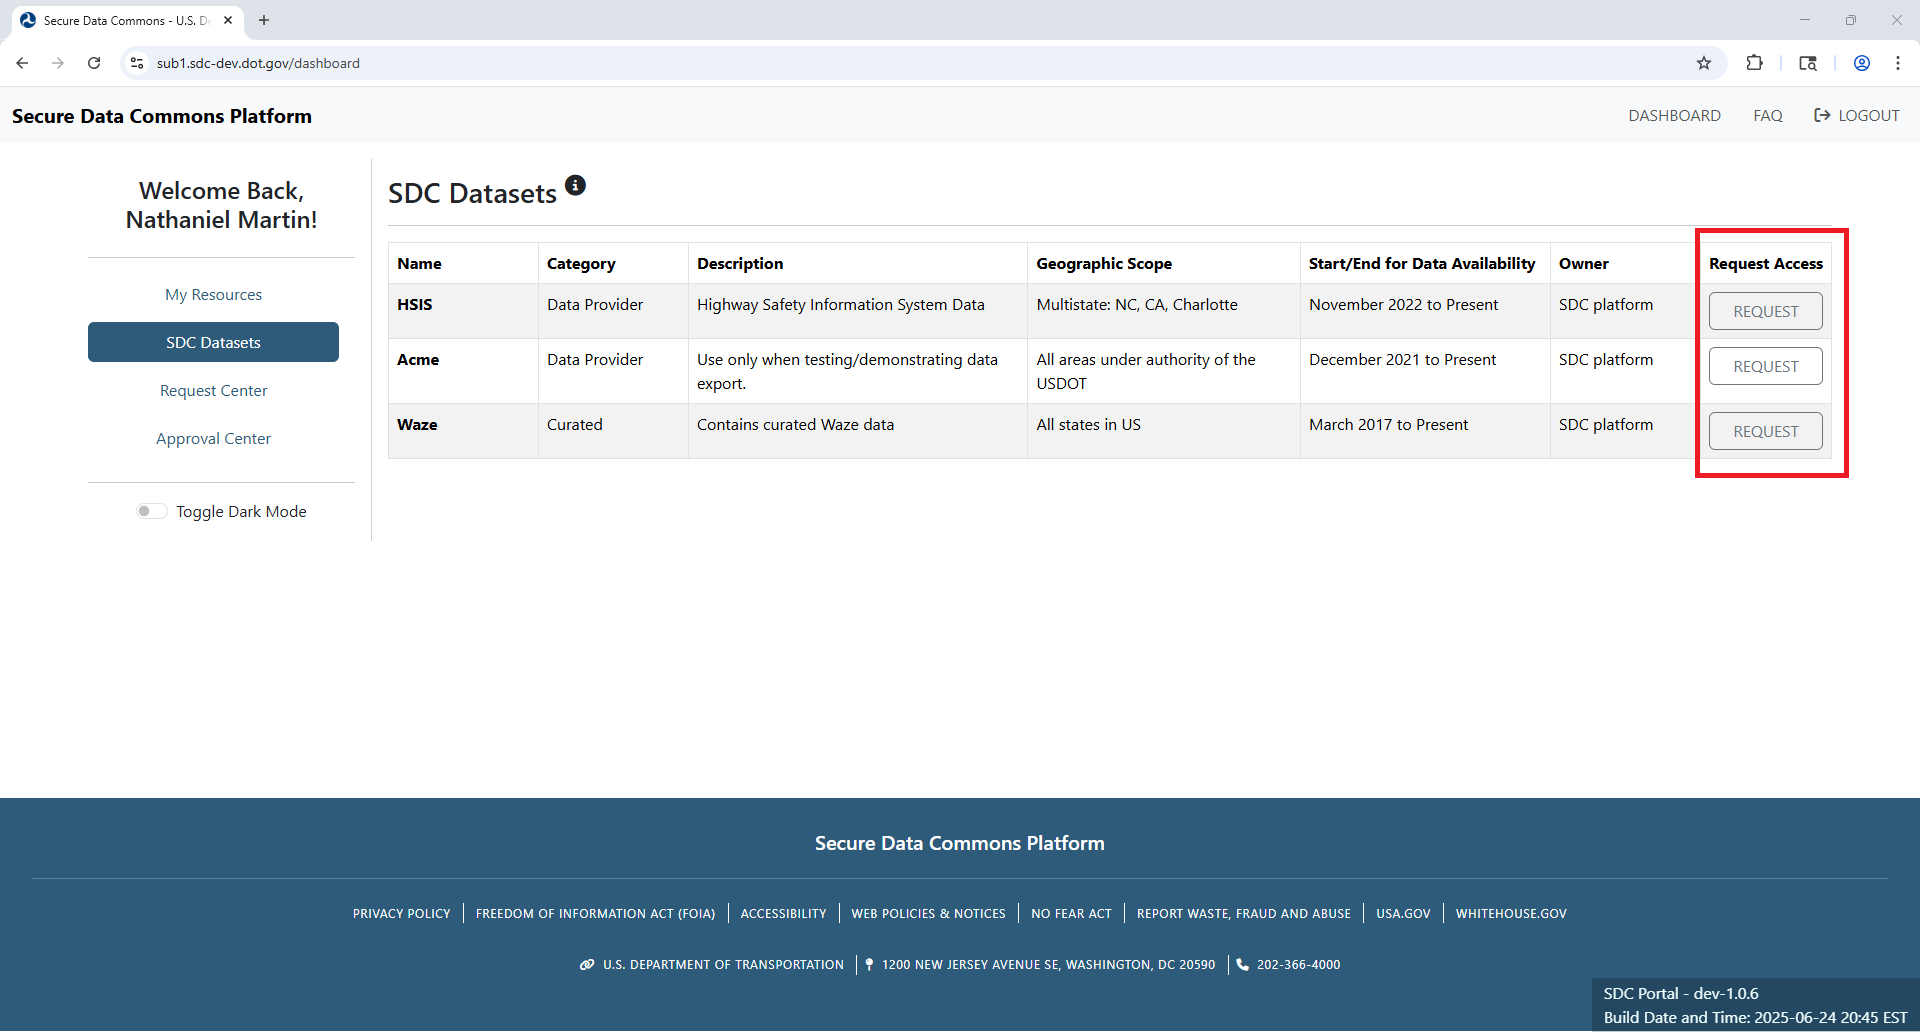 Secure Data Commons - U.S. D
sub1.sdc-dev.dot.gov/dashboard
Secure Data Commons Platform
DASHBOARD
FAQ
LOGOUT
Welcome Back,
Nathaniel Martin!
My Resources
SDC Datasets
Request Center
Approval Center
Toggle Dark Mode
SDC Datasets
Name Category Description Geographic Scope Start/End for Data Availability Owner Request Access
HSIS Data Provider Highway Safety Information System Data Multistate: NC, CA, Charlotte November 2022 to Present SDC platform REQUEST
Acme Data Provider Use only when testing/demonstrating data All areas under authority of the December 2021 to Present SDC platform REQUEST
export. USDOT
Waze Curated Contains curated Waze data All states in US March 2017 to Present SDC platform REQUEST
Secure Data Commons Platform
PRIVACY POLICY FREEDOM OF INFORMATION ACT (FOIA) ACCESSIBILITY WEB POLICIES & NOTICES NO FEAR ACT REPORT WASTE, FRAUD AND ABUSE USA.GOV WHITEHOUSE.GOV
U.S. DEPARTMENT OF TRANSPORTATION 1200 NEW JERSEY AVENUE SE, WASHINGTON, DC 20590 202-366-4000
SDC Portal - dev-1.0.6
Build Date and Time: 2025-06-24 20:45 EST